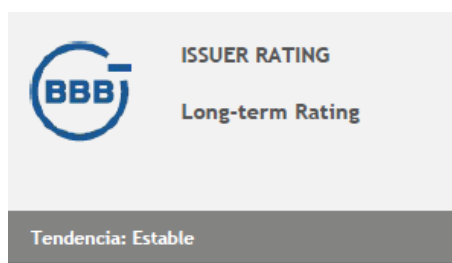 BBB
ISSUER RATING
Long-term Rating
Tendencia: Estable